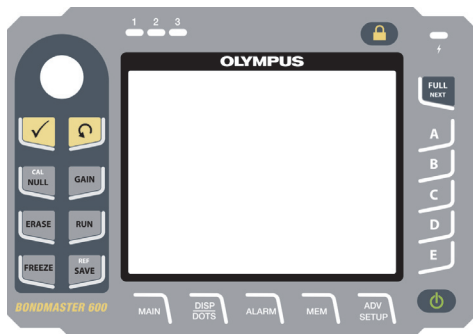 1 2 3
OLYMPUS
FULL
NEXT
A
B
C
D
E
CAL
NULL
GAIN
ERASE
RUN
FREEZE
REF
SAVE
BONDMASTER 600
MAIN
DISP
DOTS
ALARM
MEM
ADV
SETUP